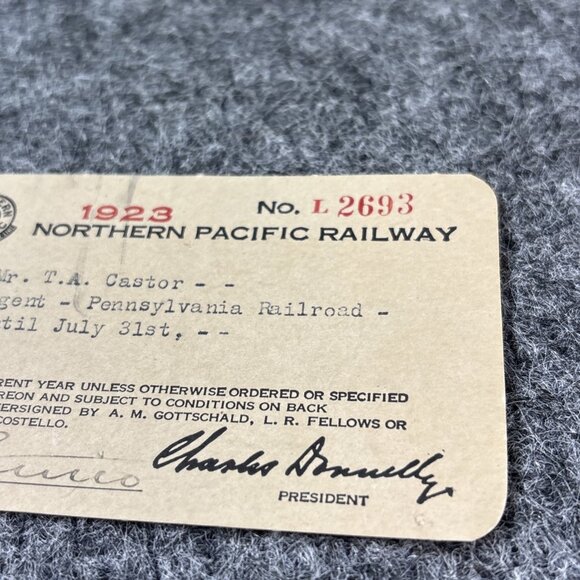 1923 No. L 2693
NORTHERN PACIFIC RAILWAY
Mr. T.A. Castor - -
gent - Pennsylvania Railroad -
til July 31st, - -
RENT YEAR UNLESS OTHERWISE ORDERED OR SPECIFIED
REON AND SUBJECT TO CONDITIONS ON BACK
ERSIGNED BY A. M. GOTTSCHALD, L. R. FELLOWS OR
COSTELLO.
Charles Donnelly
PRESIDENT